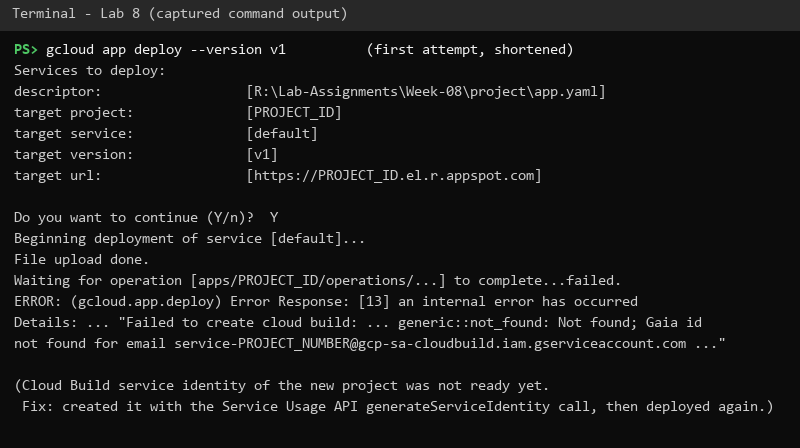 Terminal - Lab 8 (captured command output)
PS> gcloud app deploy --version v1 (first attempt, shortened)
Services to deploy:
descriptor: [R:\Lab-Assignments\Week-08\project\app.yaml]
target project: [PROJECT_ID]
target service: [default]
target version: [v1]
target url: [https://PROJECT_ID.el.r.appspot.com]
Do you want to continue (Y/n)? Y
Beginning deployment of service [default]...
File upload done.
Waiting for operation [apps/PROJECT_ID/operations/...] to complete...failed.
ERROR: (gcloud.app.deploy) Error Response: [13] an internal error has occurred
Details: ... "Failed to create cloud build: ... generic::not_found: Not found; Gaia id
not found for email service-PROJECT_NUMBER@gcp-sa-cloudbuild.iam.gserviceaccount.com ..."
(Cloud Build service identity of the new project was not ready yet.
Fix: created it with the Service Usage API generateServiceIdentity call, then deployed again.)